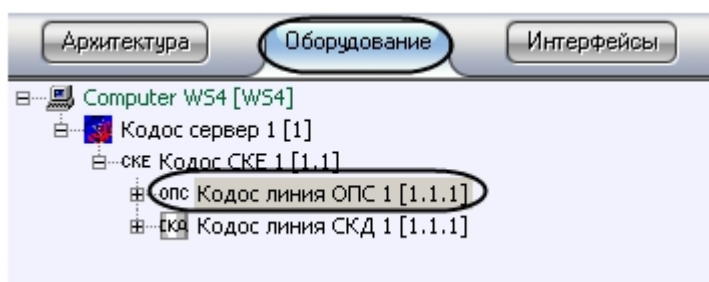 Архитектура Оборудование Интерфейсы
Computer WS4 [WS4]
Кодос сервер 1 [1]
СКЕ Кодос СКЕ 1 [1.1]
ОПС Кодос линия ОПС 1 [1.1.1]
СКД Кодос линия СКД 1 [1.1.1]